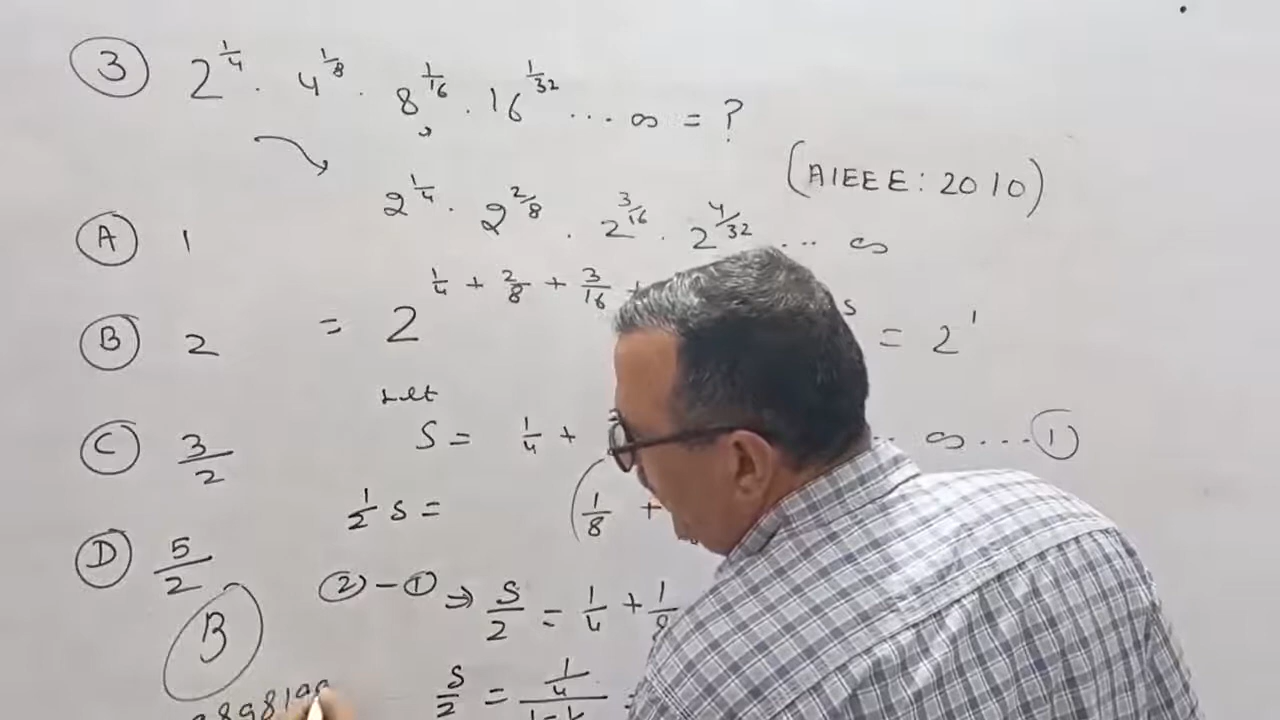 ③ 2^{1/4} . 4^{1/8} . 8^{1/16} . 16^{1/32} ... ∞ = ?
(AIEEE: 2010)
2^{1/4} . 2^{2/8} . 2^{3/16} . 2^{4/32} ... ∞
Ⓐ 1
= 2^{1/4 + 2/8 + 3/16 +
s = 2^1
Ⓑ 2
Let
S = 1/4 +
∞ ... ①
Ⓒ 3/2
1/2 S = (1/8 +
Ⓓ 5/2
② - ① ⇒ S/2 = 1/4 + 1/8
Ⓑ
S/2 = 1/4